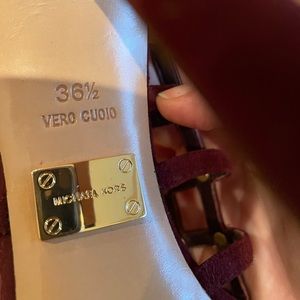 36½
VERO CUOIO
MICHAEL KORS